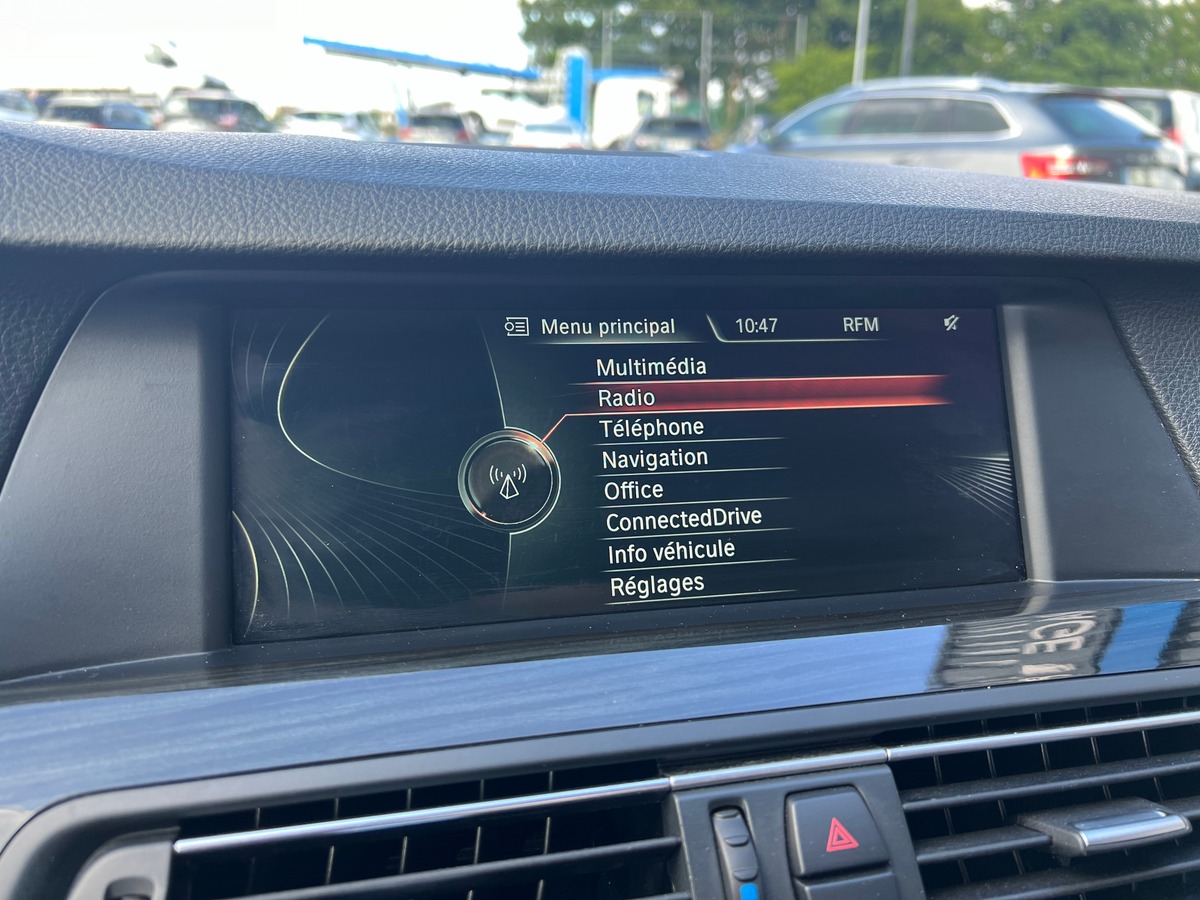 Menu principal 10:47 RFM
Multimédia
Radio
Téléphone
Navigation
Office
ConnectedDrive
Info véhicule
Réglages